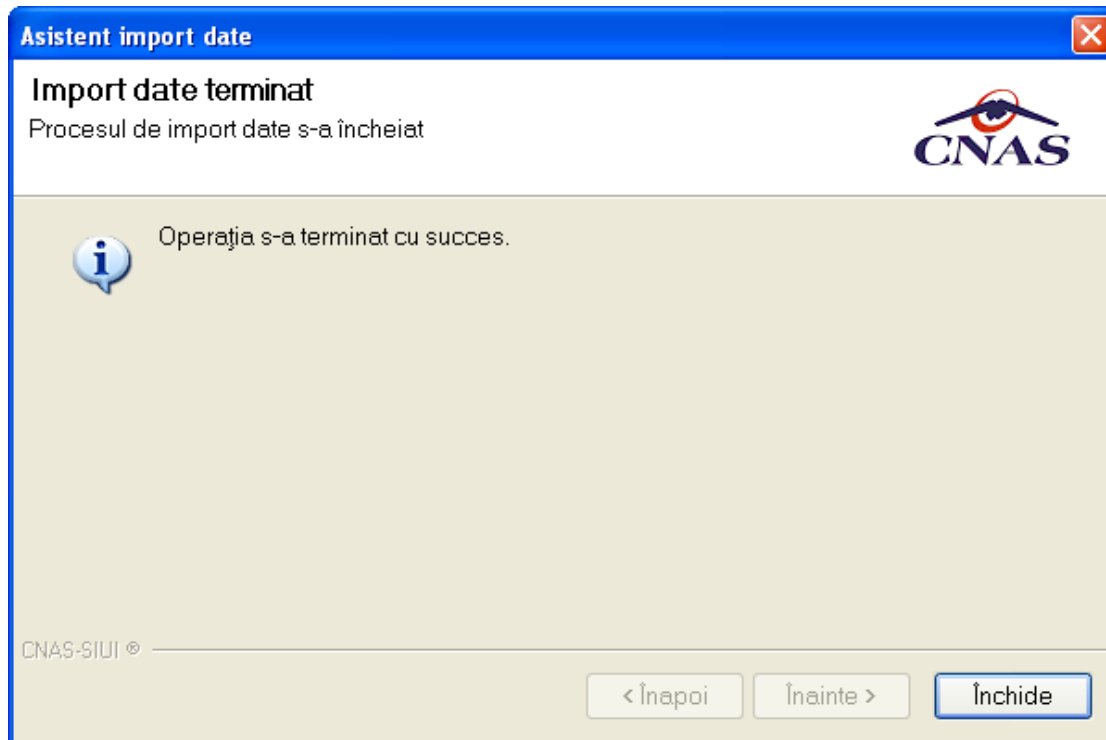 Asistent import date
Import date terminat
Procesul de import date s-a încheiat
CNAS
Operaţia s-a terminat cu succes.
CNAS-SIUI ®
< Înapoi
Înainte >
Închide